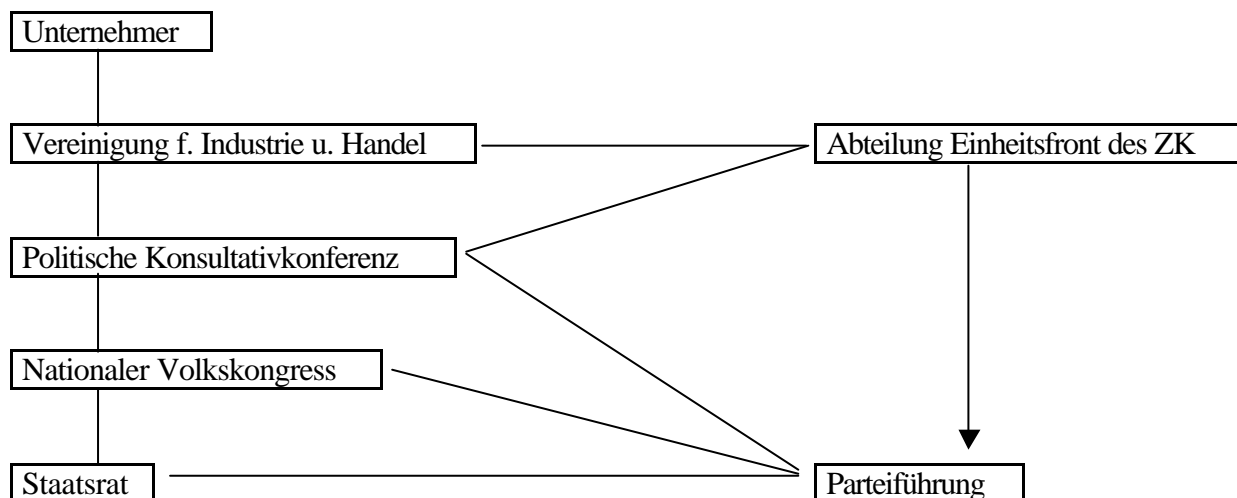 Unternehmer
Vereinigung f. Industrie u. Handel
Abteilung Einheitsfront des ZK
Politische Konsultativkonferenz
Nationaler Volkskongress
Staatsrat
Parteiführung